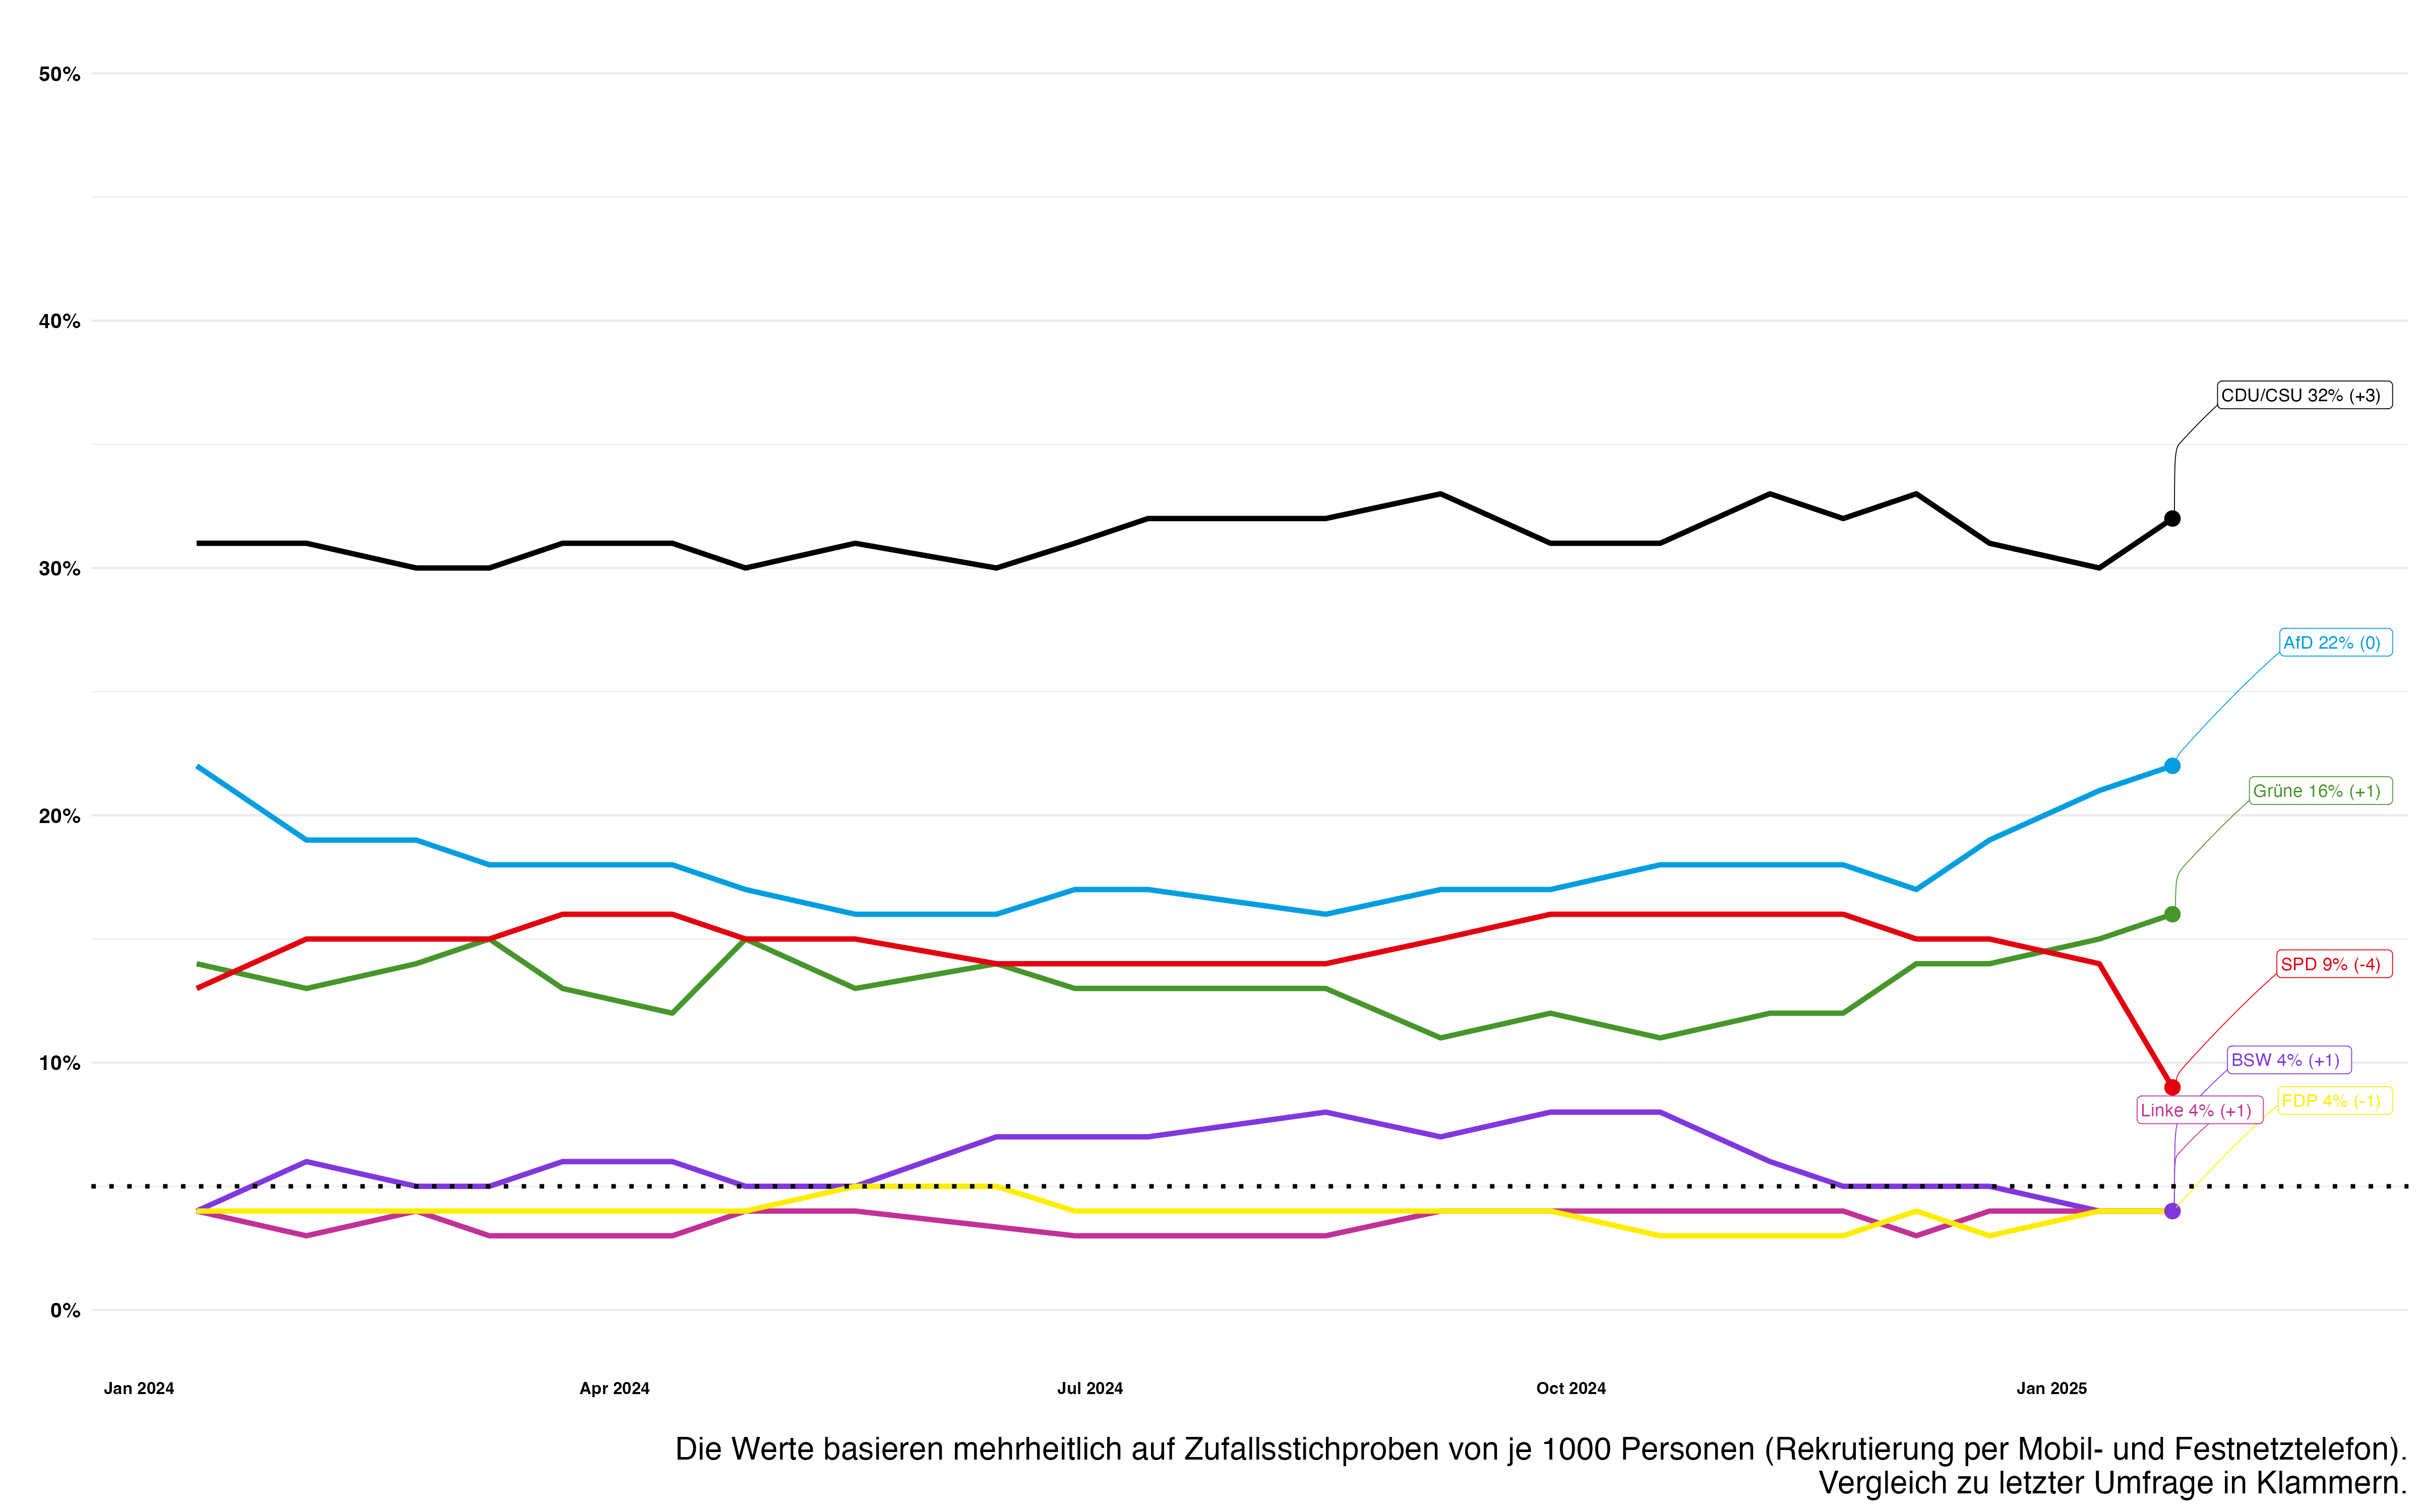 50%
40%
30%
20%
10%
0%
CDU/CSU 32% (+3)
AfD 22% (0)
Grüne 16% (+1)
SPD 9% (-4)
BSW 4% (+1)
FDP 4% (-1)
Linke 4% (+1)
Jan 2024
Apr 2024
Jul 2024
Oct 2024
Jan 2025
Die Werte basieren mehrheitlich auf Zufallsstichproben von je 1000 Personen (Rekrutierung per Mobil- und Festnetztelefon).
Vergleich zu letzter Umfrage in Klammern.